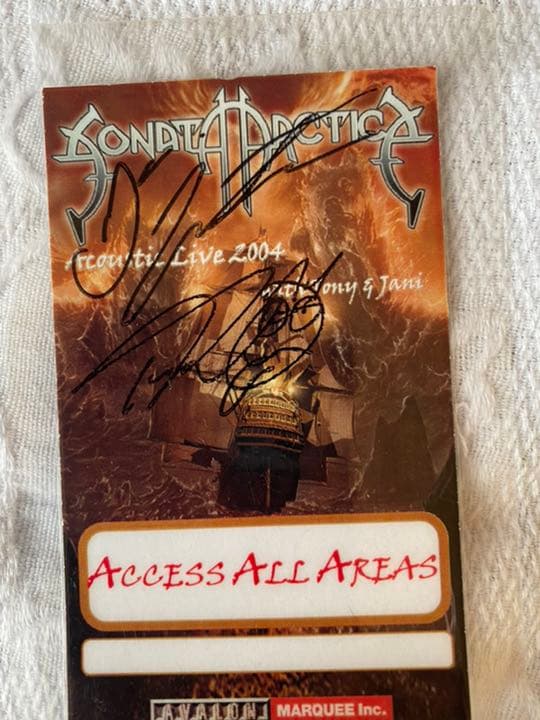 SONATA ARCTICA
Acoustic Live 2004
with Tony & Jani
ACCESS ALL AREAS
AVALON MARQUEE Inc.